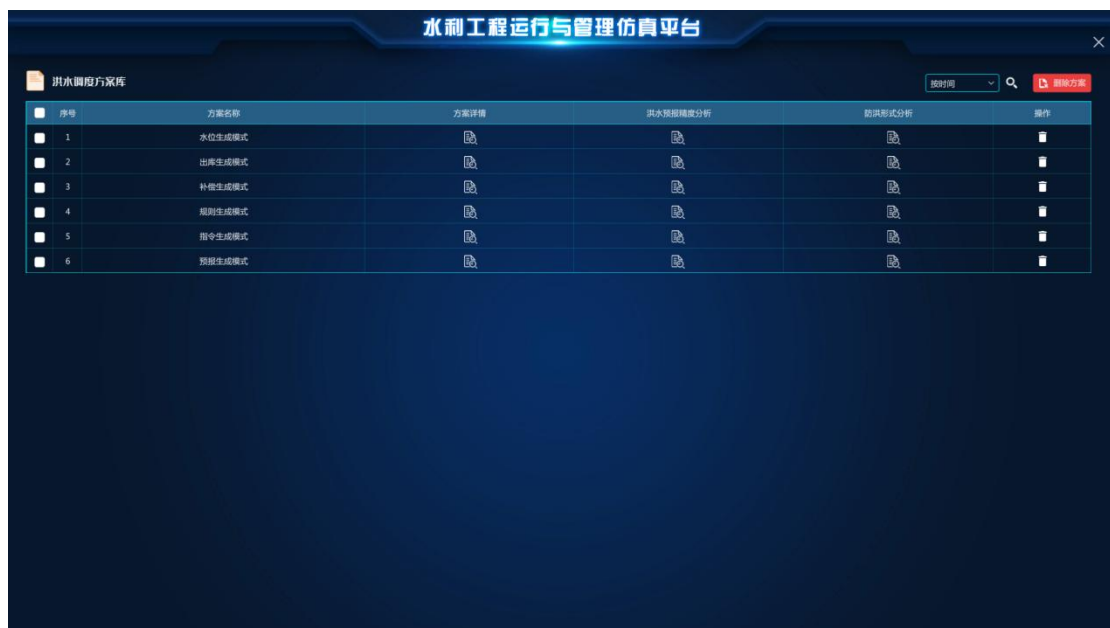 水利工程运行与管理仿真平台
洪水调度方案库
按时间 删除方案
序号 方案名称 方案详情 洪水预报精度分析 防洪形式分析 操作
1 水位生成模式
2 出库生成模式
3 补偿生成模式
4 规则生成模式
5 指令生成模式
6 预报生成模式